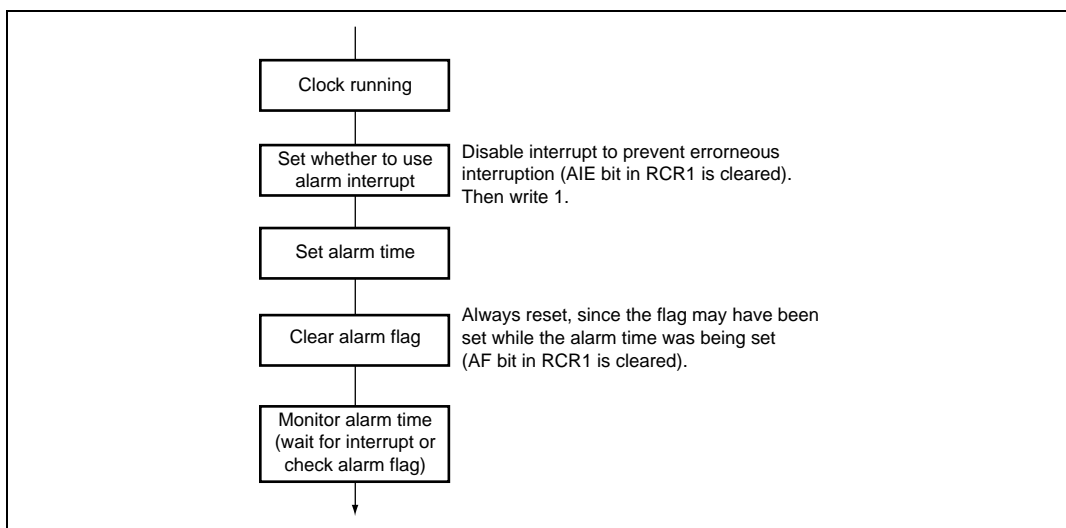 Clock running
Set whether to use
alarm interrupt
Disable interrupt to prevent errorneous
interruption (AIE bit in RCR1 is cleared).
Then write 1.
Set alarm time
Clear alarm flag
Always reset, since the flag may have been
set while the alarm time was being set
(AF bit in RCR1 is cleared).
Monitor alarm time
(wait for interrupt or
check alarm flag)